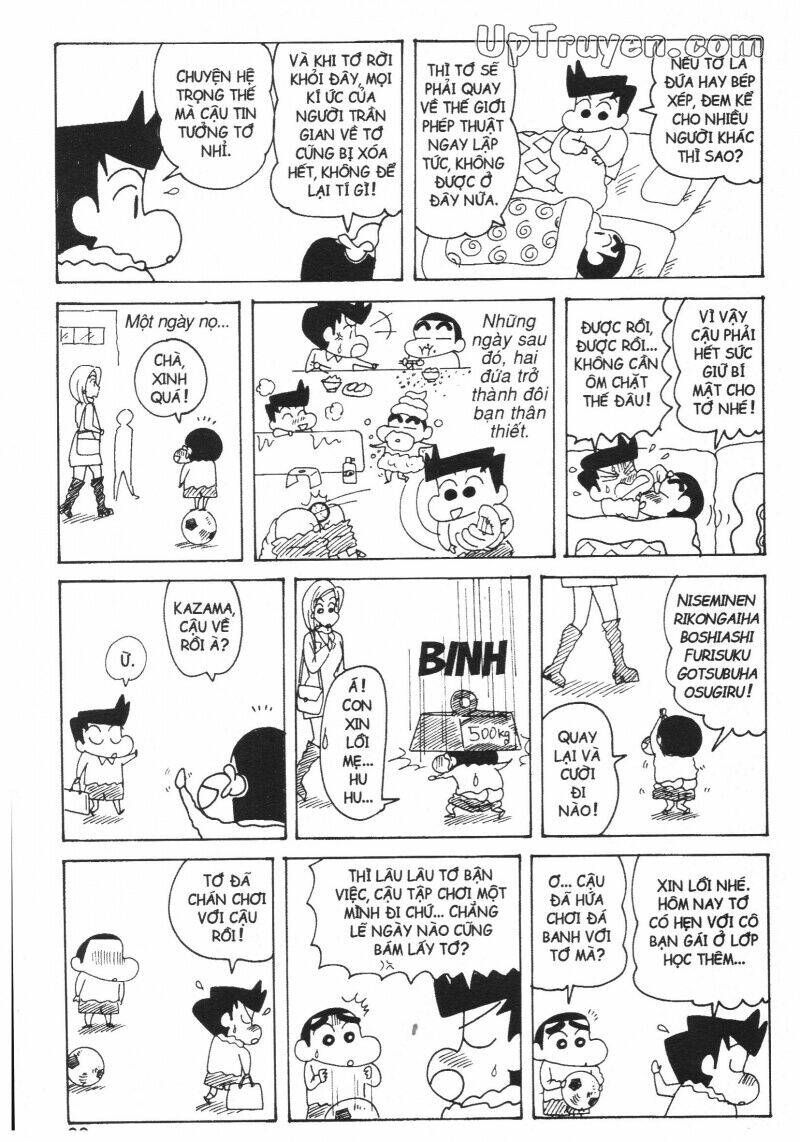 UpTruyen.com
NẾU TỚ LÀ
ĐỨA HAY BÉP
XÉP, ĐEM KỂ
CHO NHIỀU
NGƯỜI KHÁC
THÌ SAO?
THÌ TỚ SẼ
PHẢI QUAY
VỀ THẾ GIỚI
PHÉP THUẬT
NGAY LẬP
TỨC, KHÔNG
ĐƯỢC Ở
ĐÂY NỮA.
VÀ KHI TỚ RỜI
KHỎI ĐÂY, MỌI
KÍ ỨC CỦA
NGƯỜI TRẦN
GIAN VỀ TỚ
CŨNG BỊ XÓA
HẾT, KHÔNG ĐỂ
LẠI TÍ GÌ!
CHUYỆN HỆ
TRỌNG THẾ
MÀ CẬU TIN
TƯỞNG TỚ
NHỈ.
VÌ VẬY
CẬU PHẢI
HẾT SỨC
GIỮ BÍ
MẬT CHO
TỚ NHÉ!
ĐƯỢC RỒI,
ĐƯỢC RỒI...
KHÔNG CẦN
ÔM CHẶT
THẾ ĐÂU!
Những
ngày sau
đó, hai
đứa trở
thành đôi
bạn thân
thiết.
Một ngày nọ...
CHÀ,
XINH
QUÁ!
NISEMINEN
RIKONGAIHA
BOSHIASHI
FURISUKU
GOTSUBUHA
OSUGIRU!
QUAY
LẠI VÀ
CƯỜI
ĐI
NÀO!
BINH
500kg
Á!
CON
XIN
LỖI
MẸ...
HU
HU...
KAZAMA,
CẬU VỀ
RỒI À?
Ừ.
XIN LỖI NHÉ.
HÔM NAY TỚ
CÓ HẸN VỚI CÔ
BẠN GÁI Ở LỚP
HỌC THÊM...
Ơ... CẬU
ĐÃ HỨA
CHƠI ĐÁ
BANH VỚI
TỚ MÀ?
THÌ LÂU LÂU TỚ BẬN
VIỆC, CẬU TẬP CHƠI MỘT
MÌNH ĐI CHỨ... CHẲNG
LẼ NGÀY NÀO CŨNG
BÁM LẤY TỚ?
TỚ ĐÃ
CHÁN CHƠI
VỚI CẬU
RỒI!